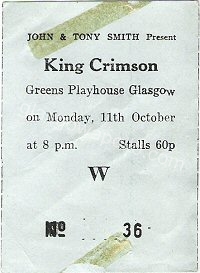 JOHN & TONY SMITH Present
King Crimson
Greens Playhouse Glasgow
on Monday, 11th October
at 8 p.m. Stalls 60p
W
No 36